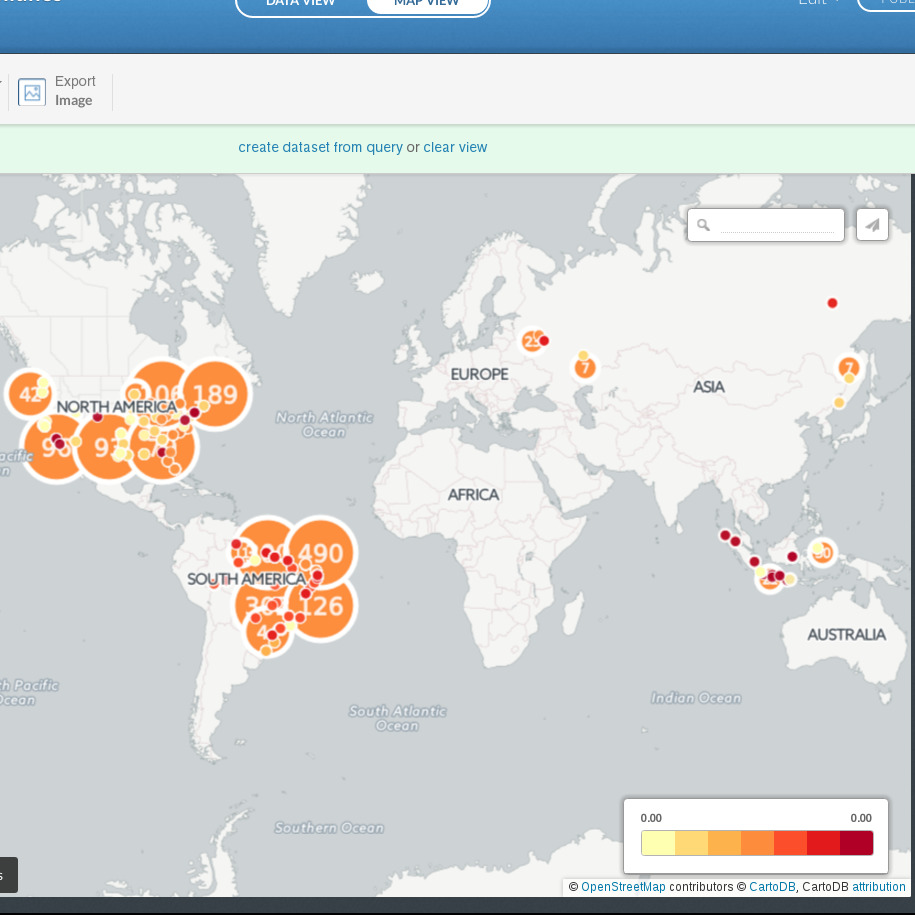 DATA VIEW
MAP VIEW
Edit
Export
Image
create dataset from query or clear view
42
106
189
NORTH AMERICA
EUROPE
7
ASIA
7
North Atlantic
Ocean
AFRICA
490
SOUTH AMERICA
126
AUSTRALIA
South Atlantic
Ocean
Indian Ocean
Southern Ocean
0.00
0.00
© OpenStreetMap contributors © CartoDB, CartoDB attribution